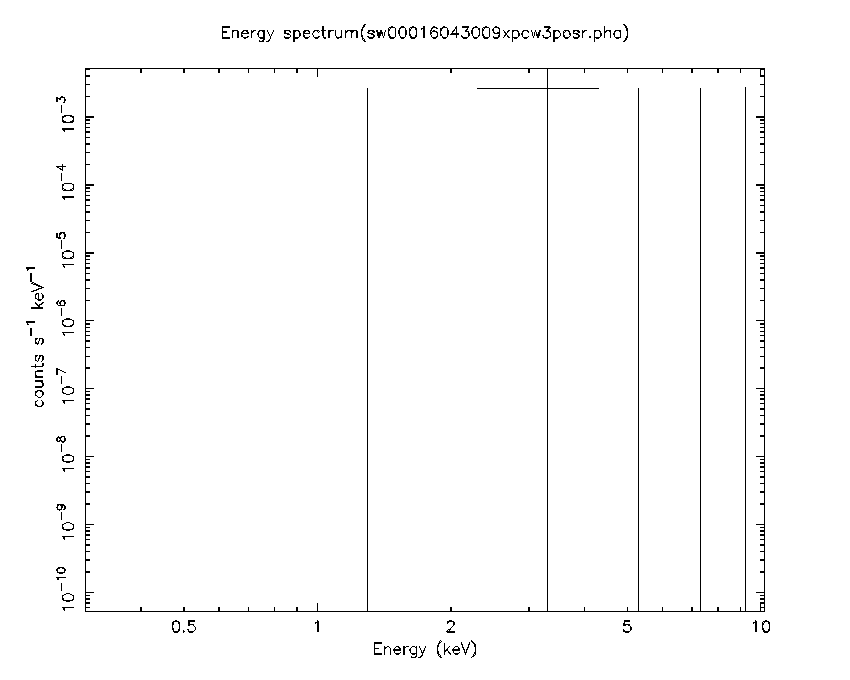 Energy spectrum(sw00016043009xpcw3posr.pha)
counts s⁻¹ keV⁻¹
10⁻³
10⁻⁴
10⁻⁵
10⁻⁶
10⁻⁷
10⁻⁸
10⁻⁹
10⁻¹⁰
0.5 1 2 5 10
Energy (keV)